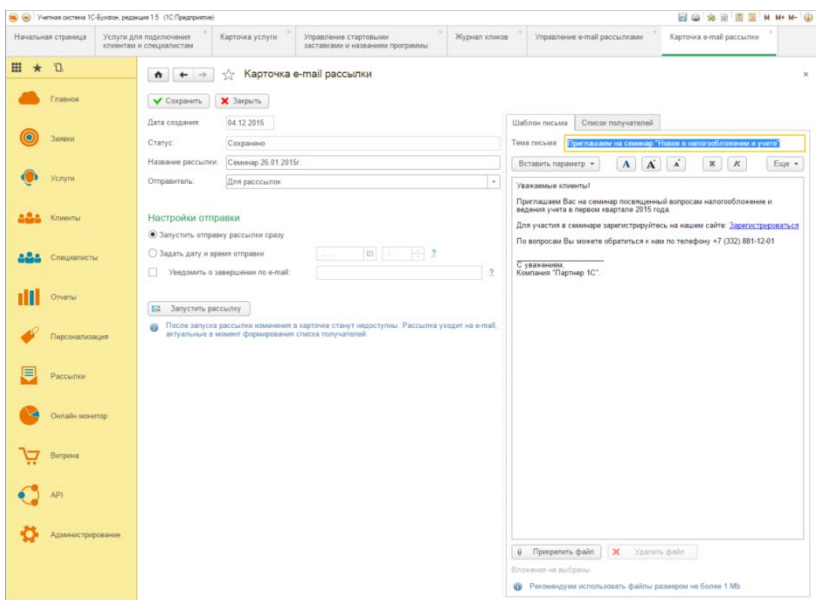 Учетная система 1С-Бухфон, редакция 1.5 (1С:Предприятие)
M M+ M-
Начальная страница
Услуги для подключения клиентам и специалистам
Карточка услуги
Управление стартовыми заставками и названием программы
Журнал кликов
Управление e-mail рассылками
Карточка e-mail рассылки
Главное
Заявки
Услуги
Клиенты
Специалисты
Отчеты
Персонализация
Рассылки
Онлайн монитор
Витрина
API
Администрирование
Карточка e-mail рассылки
Сохранить
Закрыть
Дата создания: 04.12.2015
Статус: Сохранено
Название рассылки: Семинар 26.01.2015г
Отправитель: Для расссылок
Настройки отправки
Запустить отправку рассылки сразу
Задать дату и время отправки
?
Уведомить о завершении по e-mail:
?
Запустить рассылку
После запуска рассылки изменения в карточке станут недоступны. Рассылка уходит на e-mail,
актуальные в момент формирования списка получателей.
Шаблон письма
Список получателей
Тема письма: Приглашаем на семинар "Новое в налогообложении и учете"
Вставить параметр
A A A Ж К
Еще
Уважаемые клиенты!
Приглашаем Вас на семинар посвященный вопросам налогообложение и
ведения учета в первом квартале 2015 года.
Для участия в семинаре зарегистрируйтесь на нашем сайте: Зарегистрироваться
По вопросам Вы можете обратиться к нам по телефону +7 (332) 881-12-01
С уважением,
Компания "Партнер 1С".
Прикрепить файл
Удалить файл
Вложения не выбраны
Рекомендуем использовать файлы размером не более 1 Mb